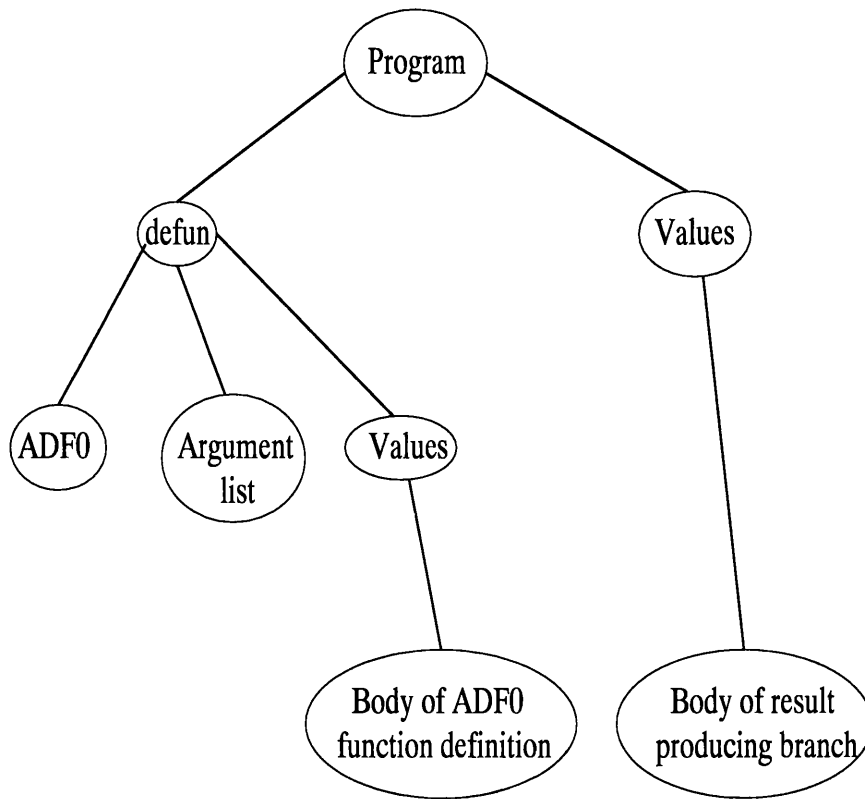 Program
defun
Values
ADF0
Argument
list
Values
Body of ADF0
function definition
Body of result
producing branch